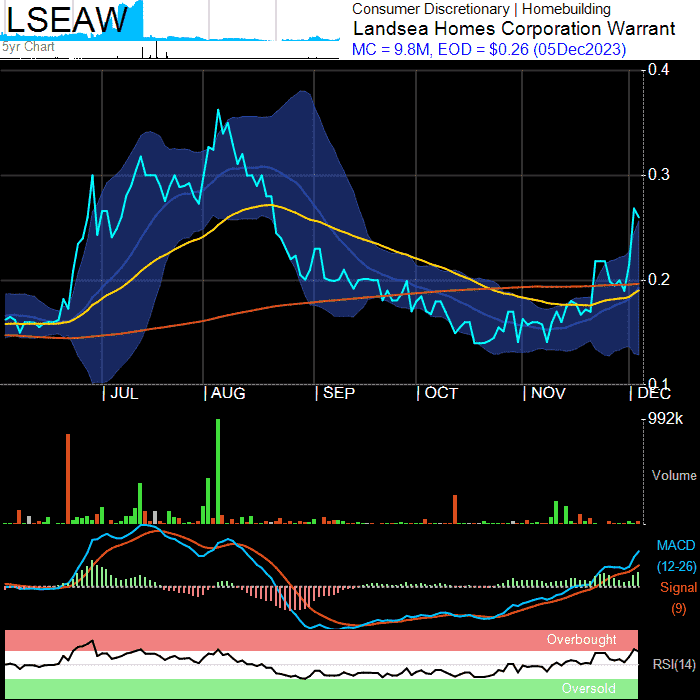 LSEAW
5yr Chart
Consumer Discretionary | Homebuilding
Landsea Homes Corporation Warrant
MC = 9.8M, EOD = $0.26 (05Dec2023)
0.4
0.3
0.2
0.1
| JUL | AUG | SEP | OCT | NOV | DEC
992k
Volume
MACD
(12-26)
Signal
(9)
Overbought
RSI(14)
Oversold